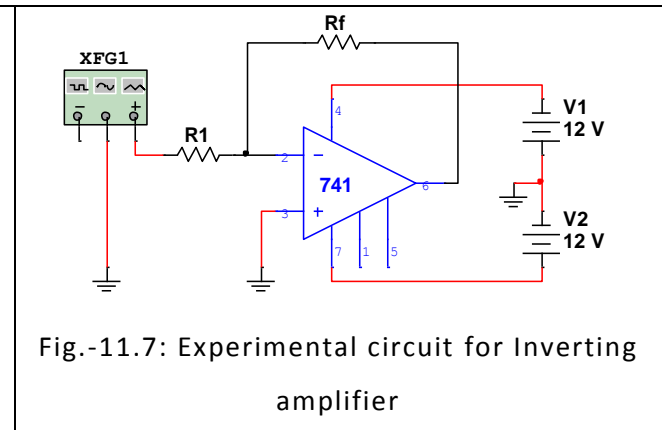 Rf
XFG1
R1
V1
12 V
741
V2
12 V
4
2
6
3
7
1
5
Fig.-11.7: Experimental circuit for Inverting
amplifier